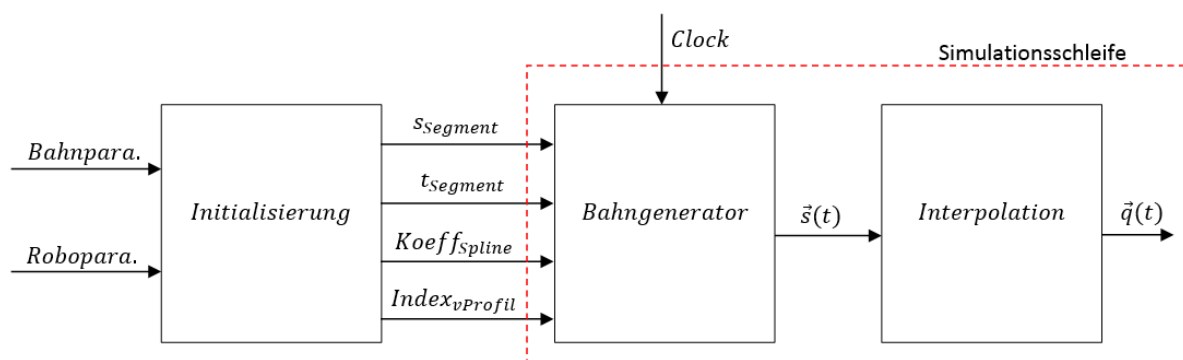 Clock
Simulationsschleife
Bahnpara.
Robopara.
Initialisierung
s_Segment
t_Segment
Koeff_Spline
Index_vProfil
Bahngenerator
s⃗(t)
Interpolation
q⃗(t)